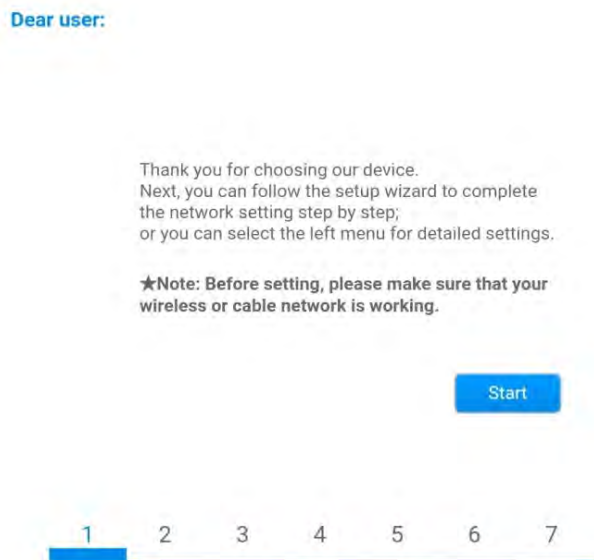 Dear user:
Thank you for choosing our device.
Next, you can follow the setup wizard to complete
the network setting step by step;
or you can select the left menu for detailed settings.
★Note: Before setting, please make sure that your
wireless or cable network is working.
Start
1 2 3 4 5 6 7